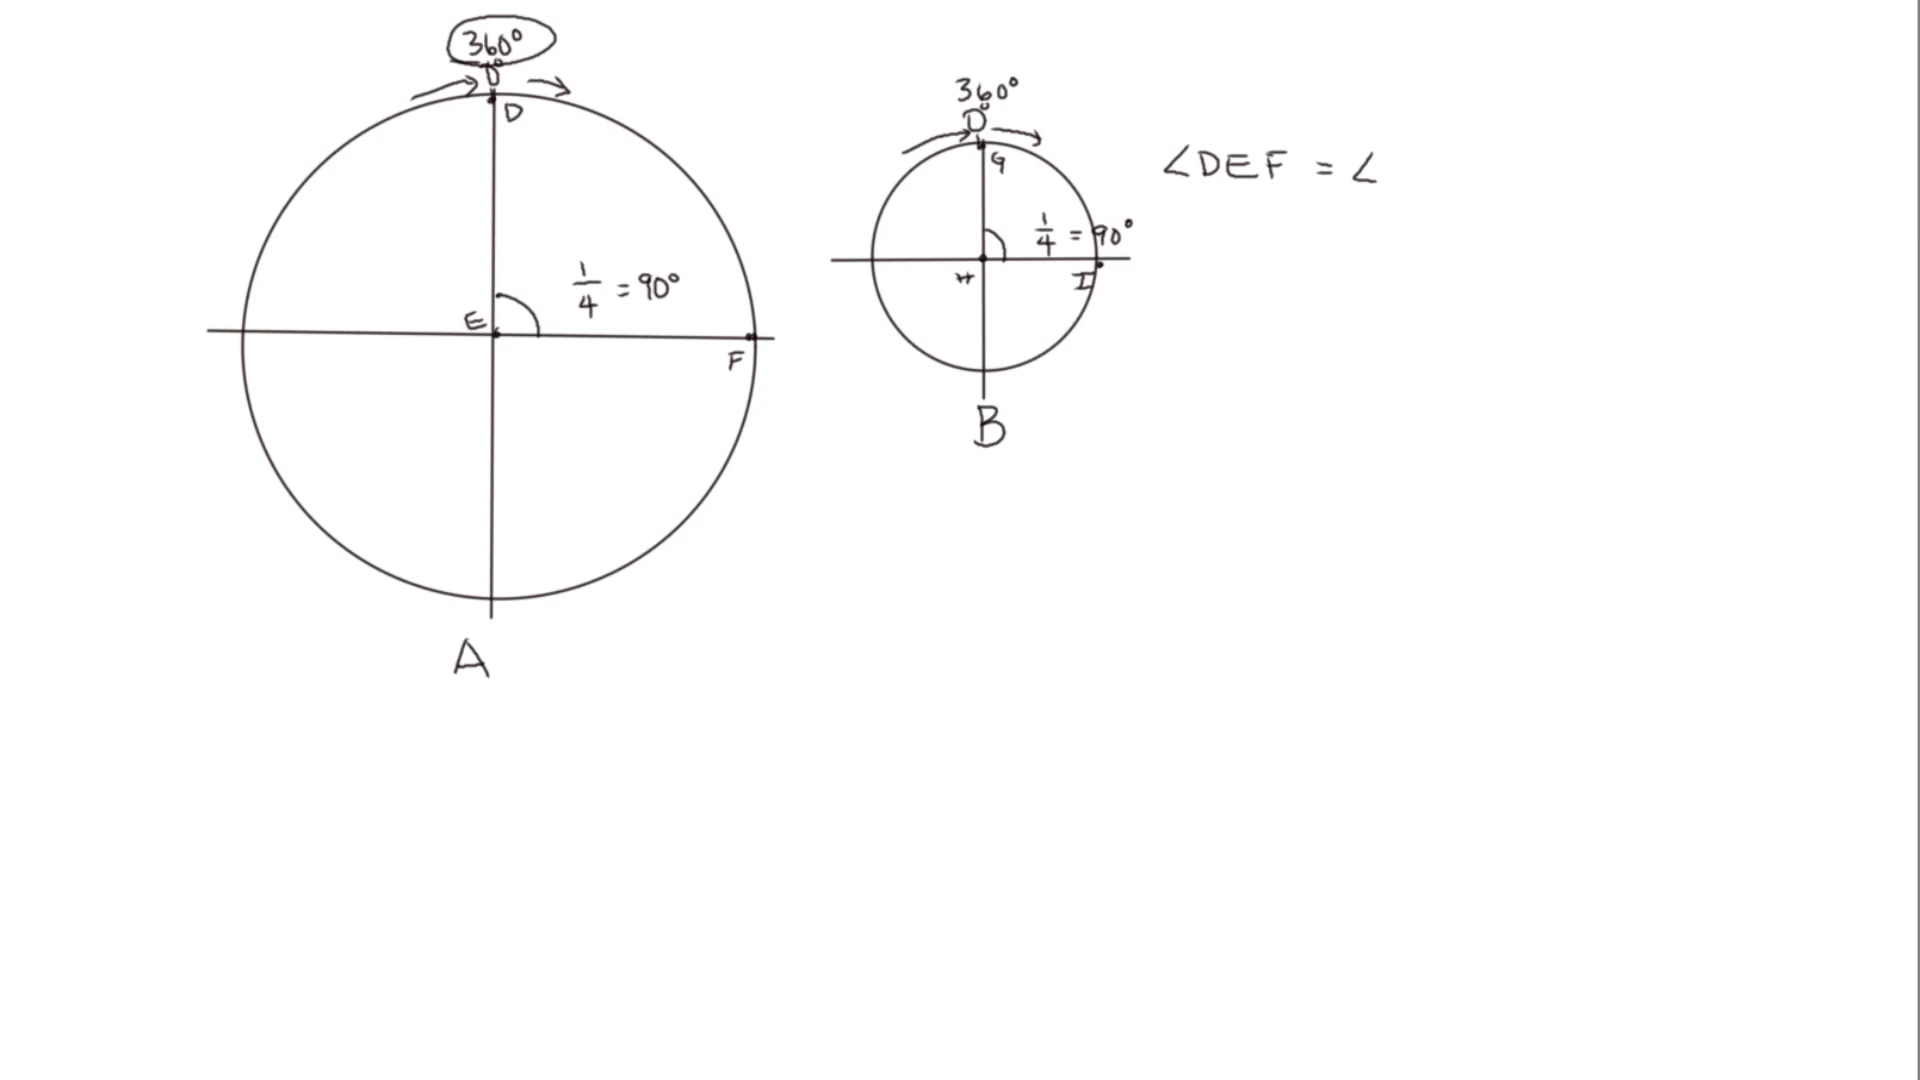 360°
0°
D
E
1/4 = 90°
F
A
360°
0°
G
1/4 = 90°
H
I
B
∠DEF = ∠